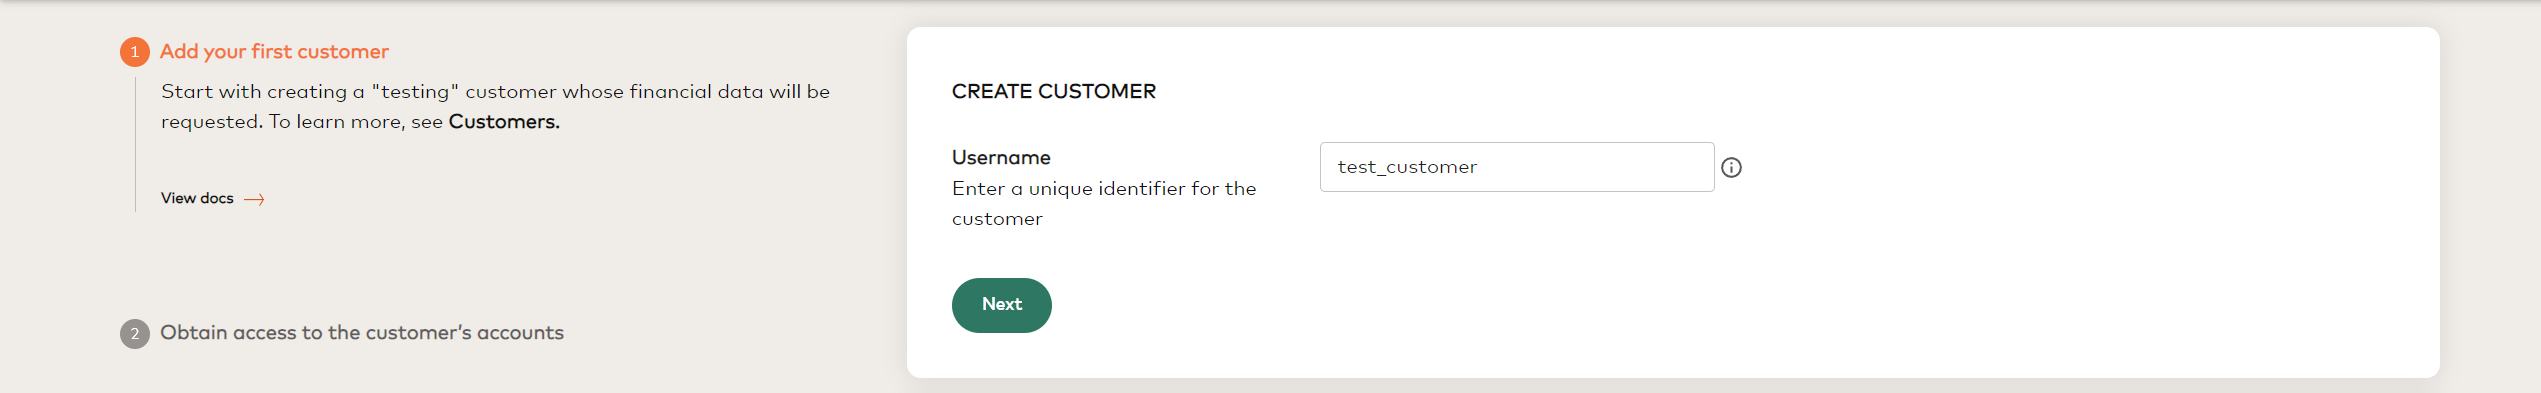 1 Add your first customer
Start with creating a "testing" customer whose financial data will be
requested. To learn more, see Customers.
View docs
2 Obtain access to the customer’s accounts
CREATE CUSTOMER
Username
Enter a unique identifier for the
customer
test_customer
Next